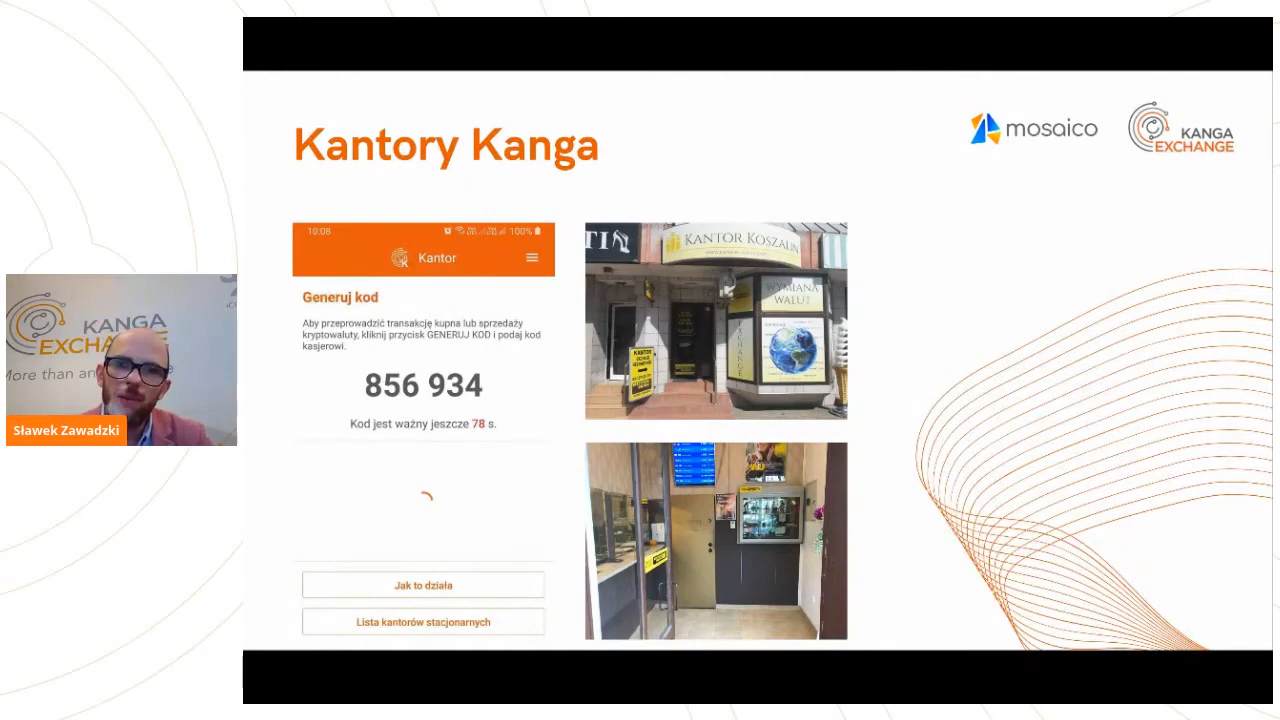 Kantory Kanga
mosaico
KANGA
EXCHANGE
10:08
100%
Kantor
Generuj kod
Aby przeprowadzić transakcję kupna lub sprzedaży
kryptowaluty, kliknij przycisk GENERUJ KOD i podaj kod
kasjerowi.
856 934
Kod jest ważny jeszcze 78 s.
Jak to działa
Lista kantorów stacjonarnych
KANTOR KOSZALIN
WYMIANA
WALUT
EXCHANGE
KANTOR
KANGA
EXCHANGE
More than an
Sławek Zawadzki